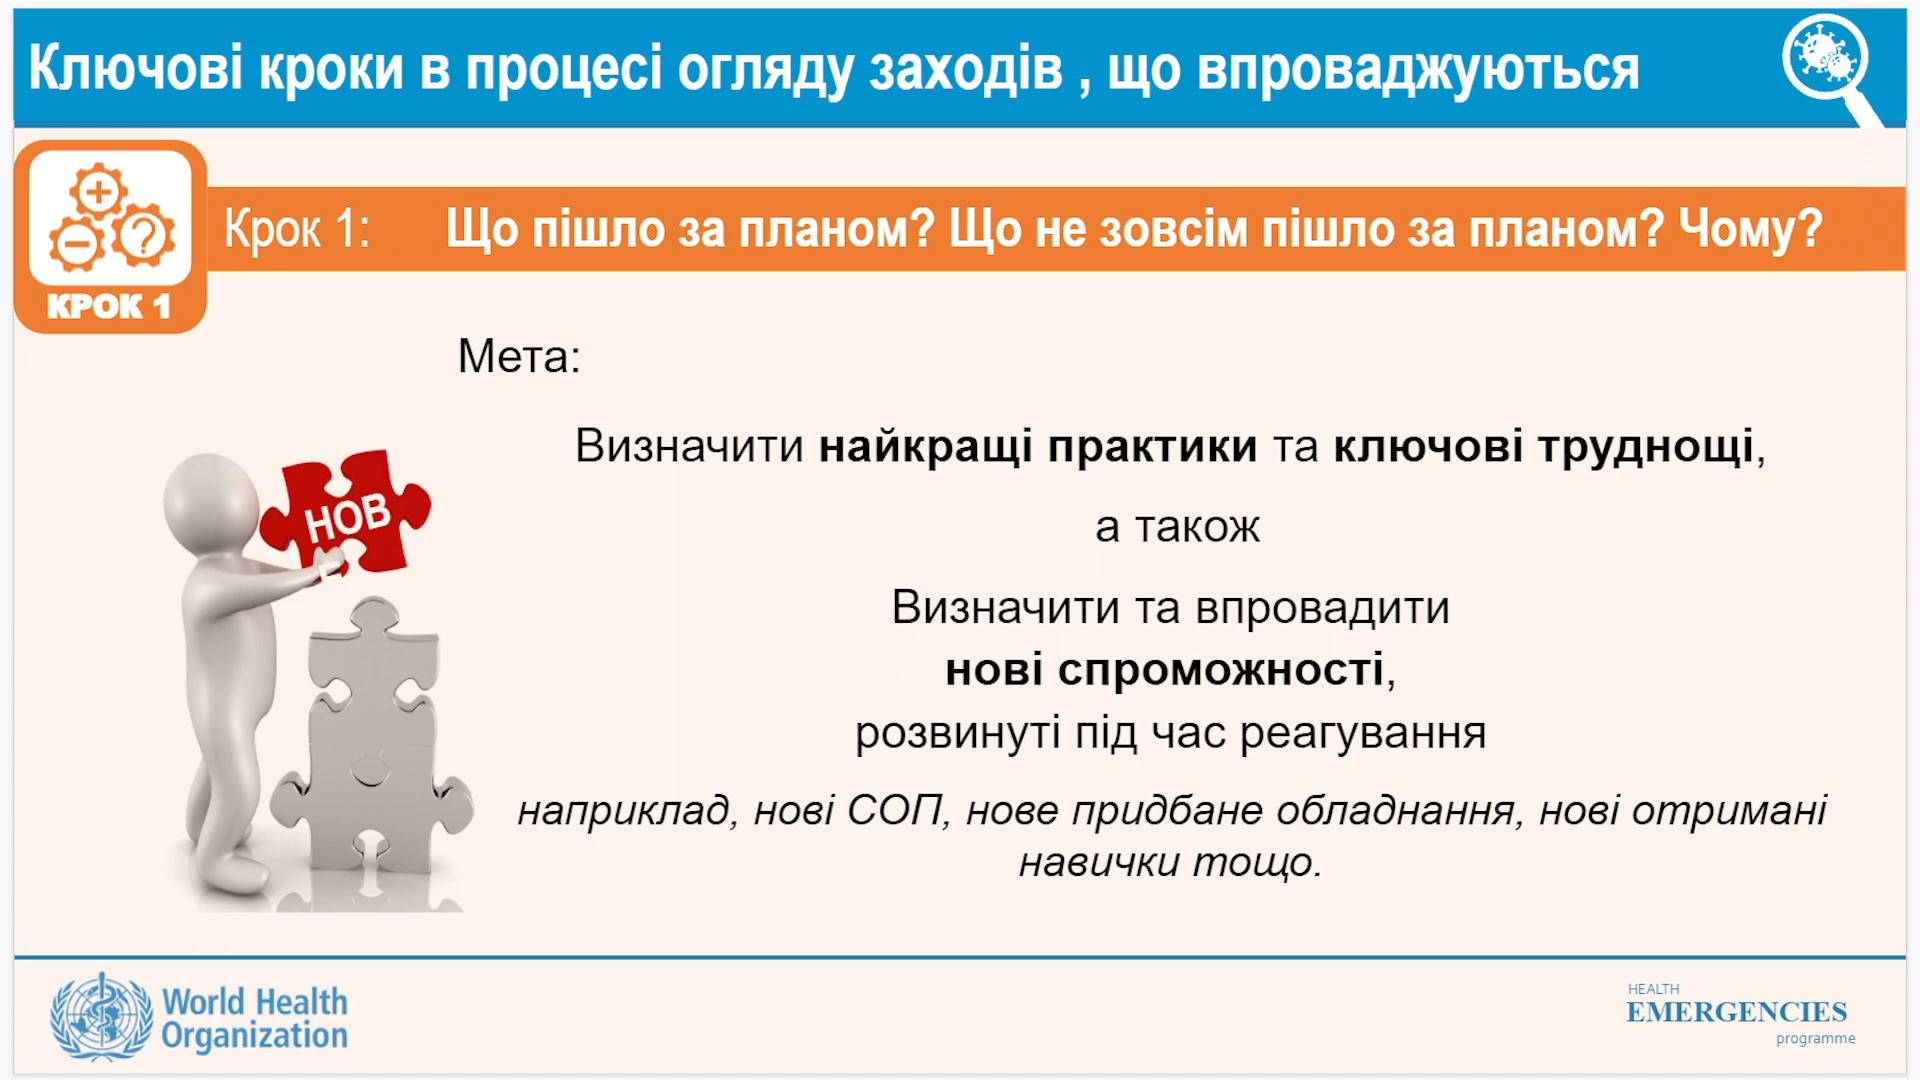 Ключові кроки в процесі огляду заходів , що впроваджуються
КРОК 1
Крок 1: Що пішло за планом? Що не зовсім пішло за планом? Чому?
Мета:
Визначити найкращі практики та ключові труднощі,
а також
Визначити та впровадити
нові спроможності,
розвинуті під час реагування
наприклад, нові СОП, нове придбане обладнання, нові отримані
навички тощо.
НОВ
World Health
Organization
HEALTH
EMERGENCIES
programme